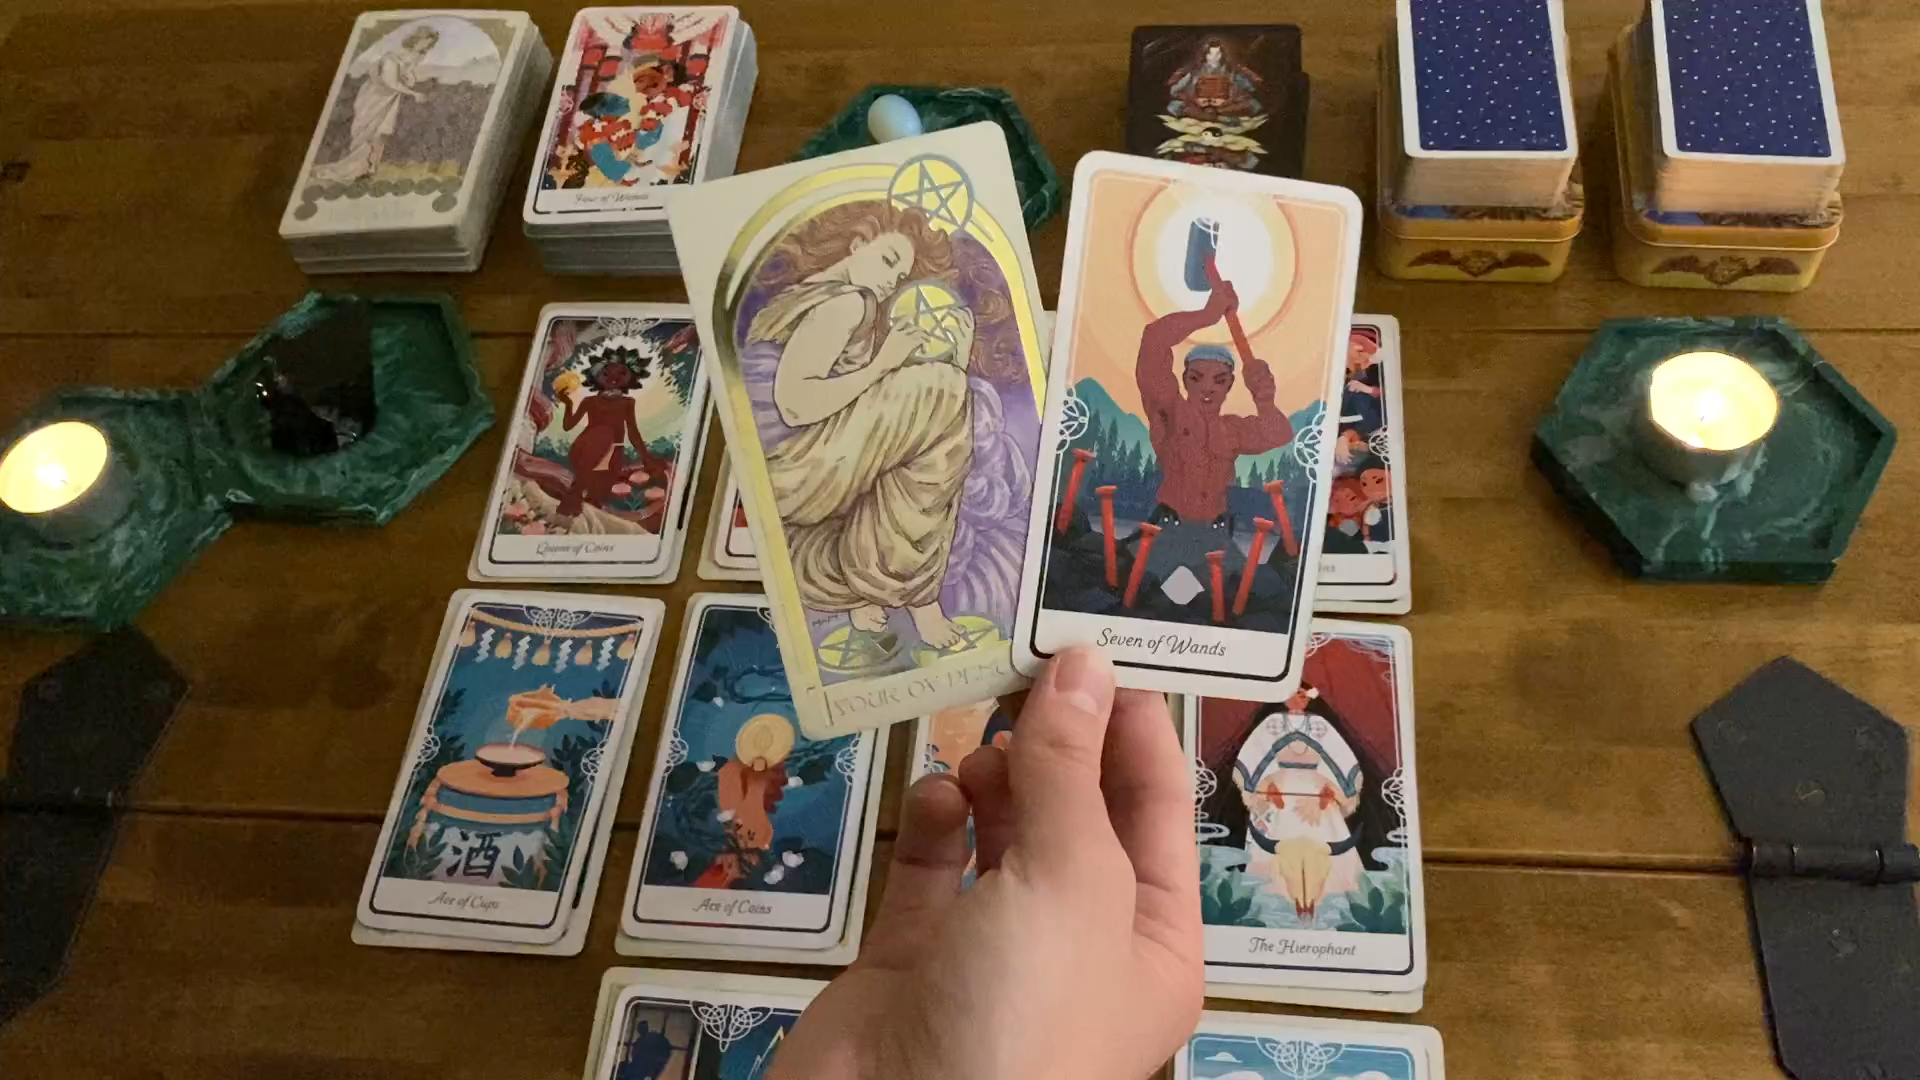 Four of Wands
Queen of Coins
Seven of Wands
酒
Ace of Cups
Ace of Coins
The Hierophant